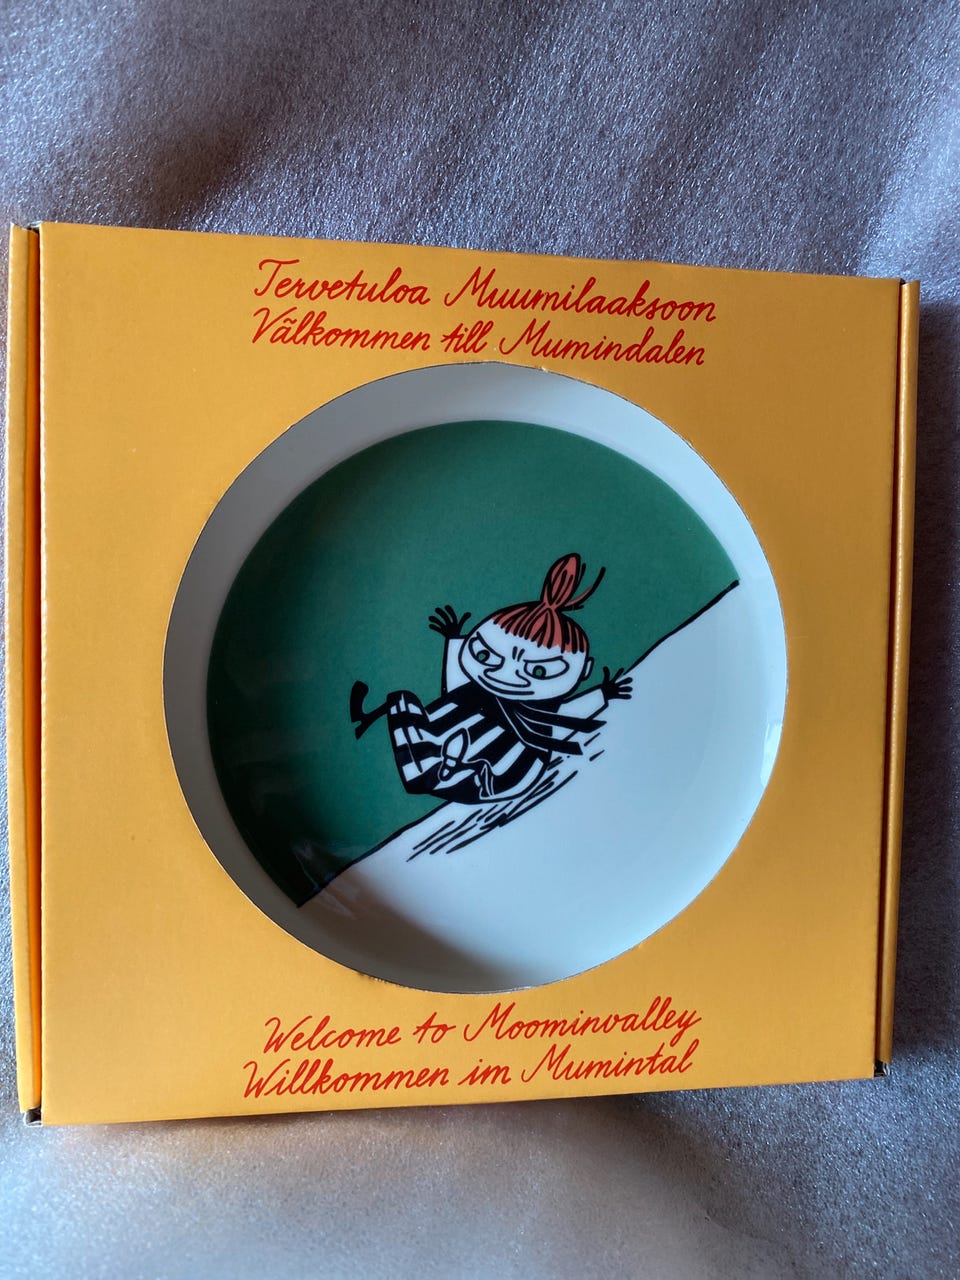 Tervetuloa Muumilaaksoon
Välkommen till Mumindalen
Welcome to Moominvalley
Willkommen im Mumintal